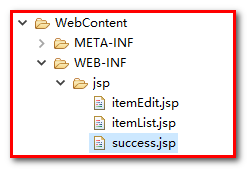 WebContent
META-INF
WEB-INF
jsp
itemEdit.jsp
itemList.jsp
success.jsp